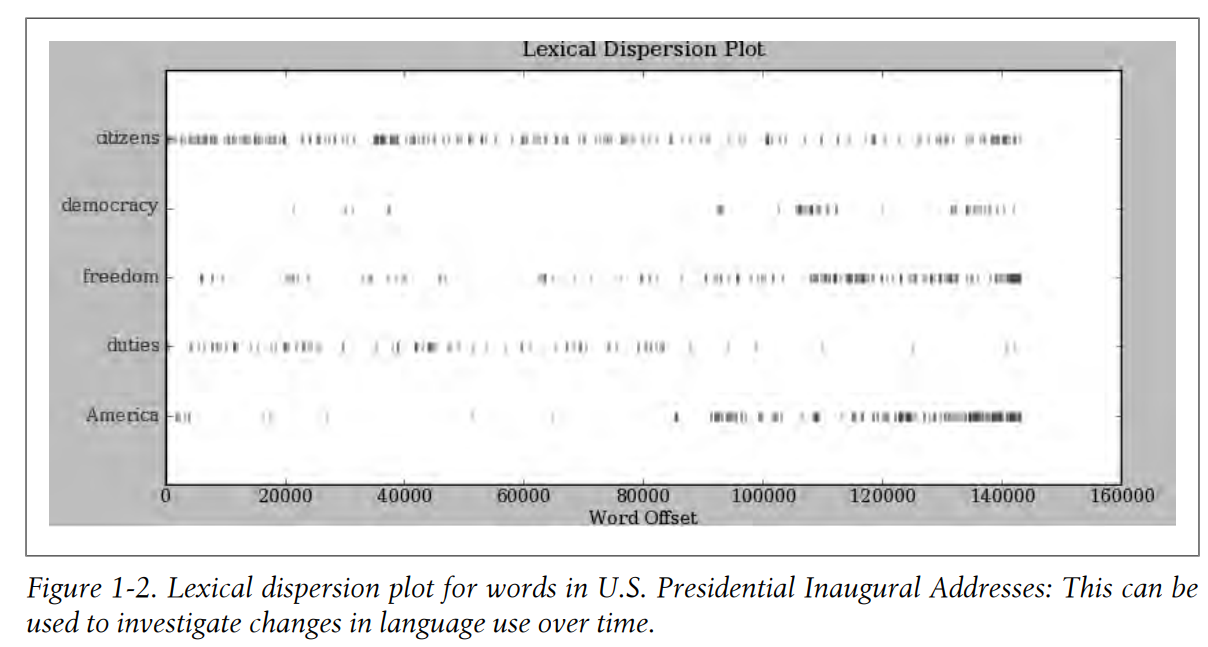 Lexical Dispersion Plot
citizens
democracy
freedom
duties
America
0 20000 40000 60000 80000 100000 120000 140000 160000
Word Offset
Figure 1-2. Lexical dispersion plot for words in U.S. Presidential Inaugural Addresses: This can be
used to investigate changes in language use over time.